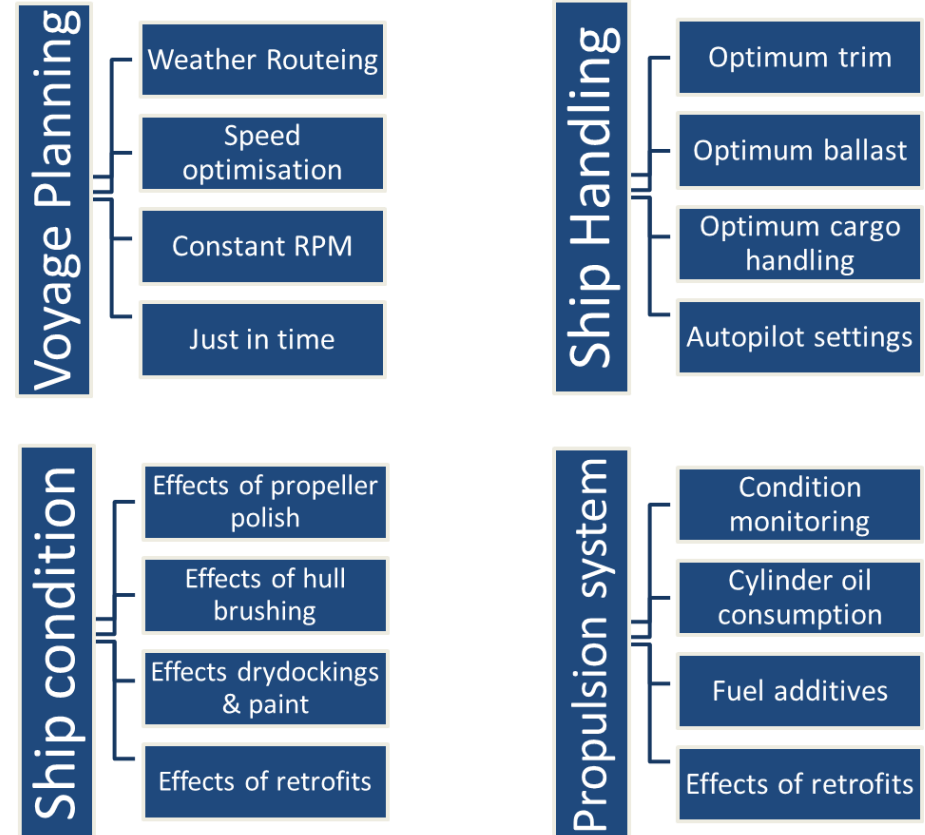 Voyage Planning
Weather Routeing
Speed
optimisation
Constant RPM
Just in time
Ship Handling
Optimum trim
Optimum ballast
Optimum cargo
handling
Autopilot settings
Ship condition
Effects of propeller
polish
Effects of hull
brushing
Effects drydockings
& paint
Effects of retrofits
Propulsion system
Condition
monitoring
Cylinder oil
consumption
Fuel additives
Effects of retrofits